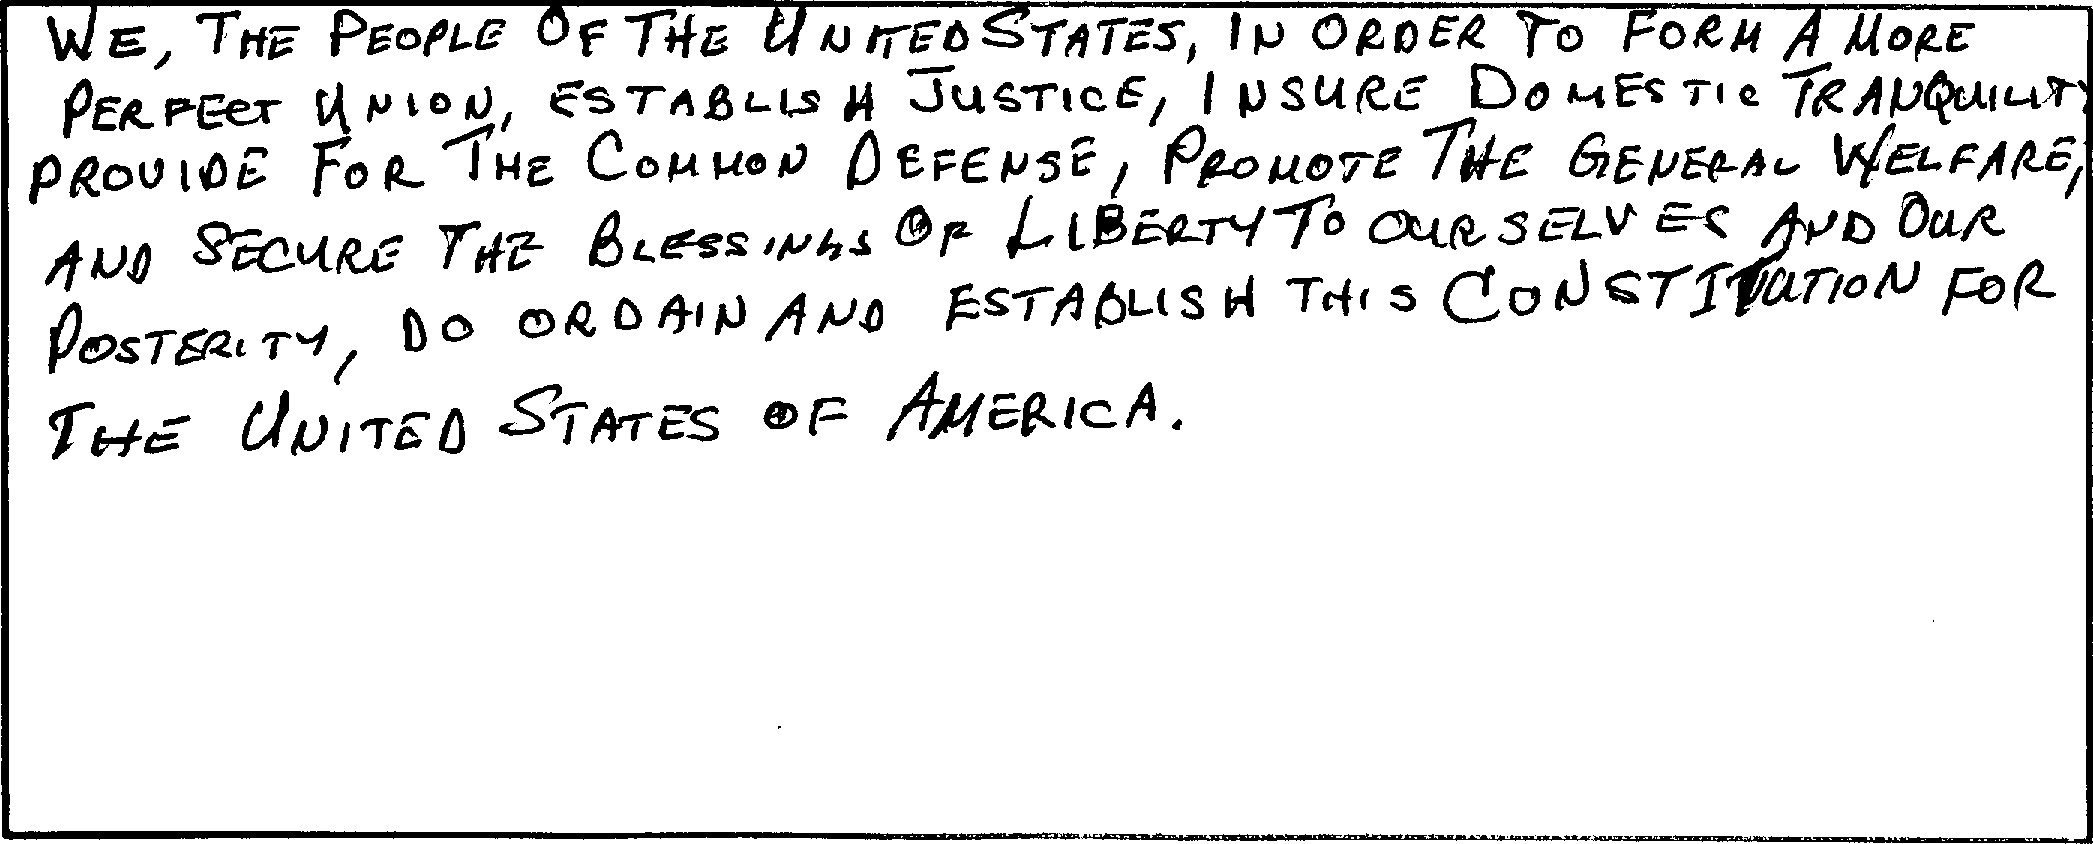 WE, THE PEOPLE OF THE UNITED STATES, IN ORDER TO FORM A MORE
PERFECT UNION, ESTABLISH JUSTICE, INSURE DOMESTIC TRANQUILITY
PROVIDE FOR THE COMMON DEFENSE, PROMOTE THE GENERAL WELFARE,
AND SECURE THE BLESSINGS OF LIBERTY TO OURSELVES AND OUR
POSTERITY, DO ORDAIN AND ESTABLISH THIS CONSTITUTION FOR
THE UNITED STATES OF AMERICA.